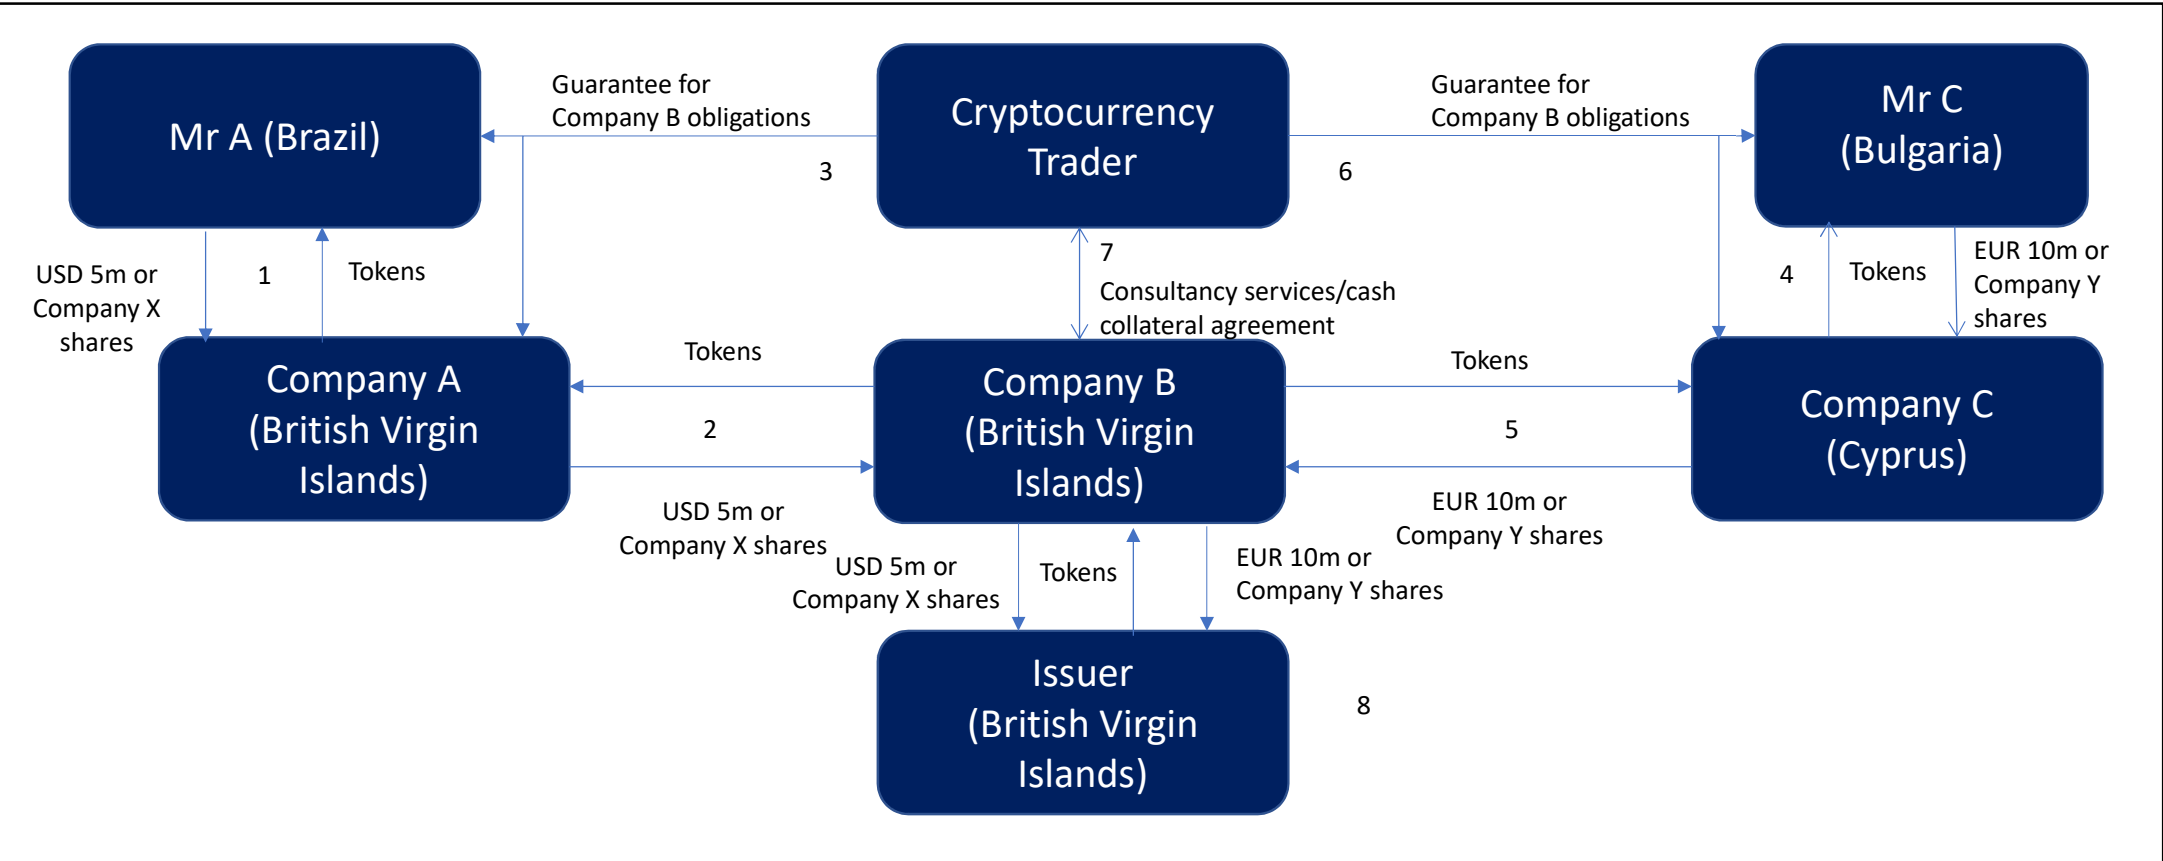 Guarantee for
Company B obligations
Guarantee for
Company B obligations
Mr A (Brazil)
Cryptocurrency
Trader
Mr C
(Bulgaria)
3
6
USD 5m or
Company X
shares
1
Tokens
7
Consultancy services/cash
collateral agreement
4
Tokens
EUR 10m or
Company Y
shares
Tokens
Tokens
Company A
(British Virgin
Islands)
2
Company B
(British Virgin
Islands)
5
Company C
(Cyprus)
USD 5m or
Company X shares
EUR 10m or
Company Y shares
USD 5m or
Company X shares
Tokens
EUR 10m or
Company Y shares
Issuer
(British Virgin
Islands)
8